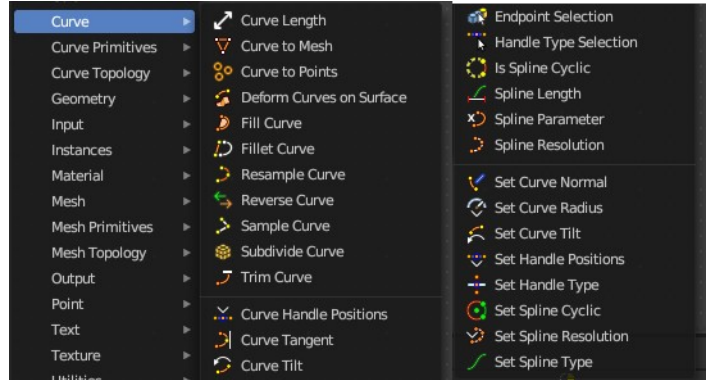 Curve
Curve Primitives
Curve Topology
Geometry
Input
Instances
Material
Mesh
Mesh Primitives
Mesh Topology
Output
Point
Text
Texture
Utilities
Curve Length
Curve to Mesh
Curve to Points
Deform Curves on Surface
Fill Curve
Fillet Curve
Resample Curve
Reverse Curve
Sample Curve
Subdivide Curve
Trim Curve
Curve Handle Positions
Curve Tangent
Curve Tilt
Endpoint Selection
Handle Type Selection
Is Spline Cyclic
Spline Length
Spline Parameter
Spline Resolution
Set Curve Normal
Set Curve Radius
Set Curve Tilt
Set Handle Positions
Set Handle Type
Set Spline Cyclic
Set Spline Resolution
Set Spline Type